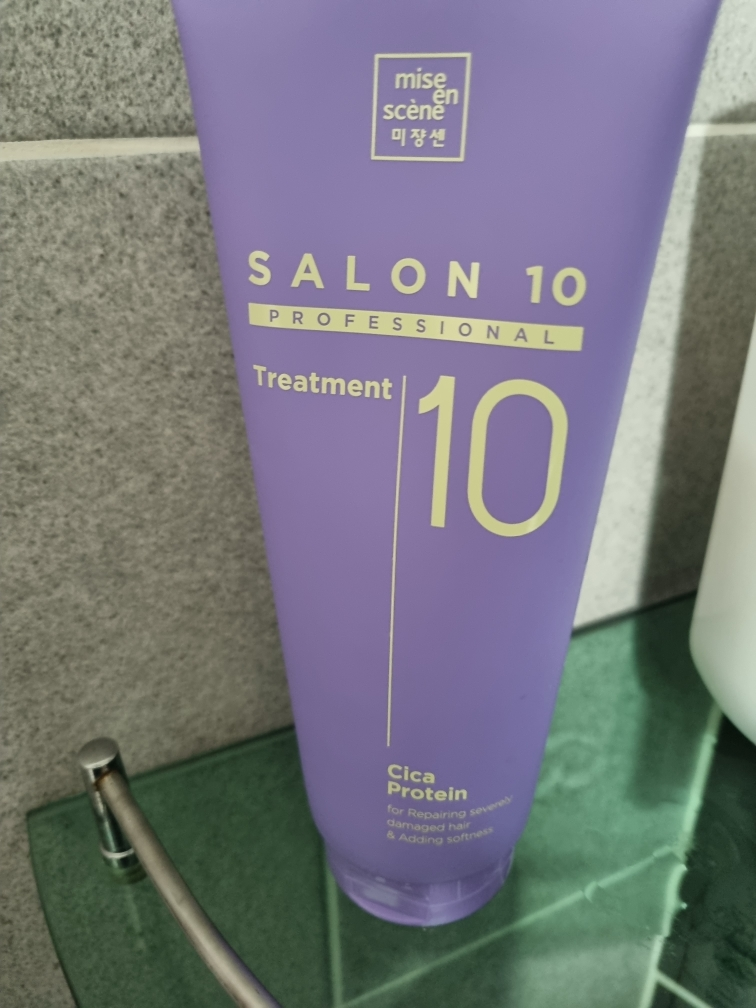 mise
en
scène
미쟝센
SALON 10
PROFESSIONAL
Treatment
10
Cica
Protein
for Repairing severely
damaged hair
& Adding softness